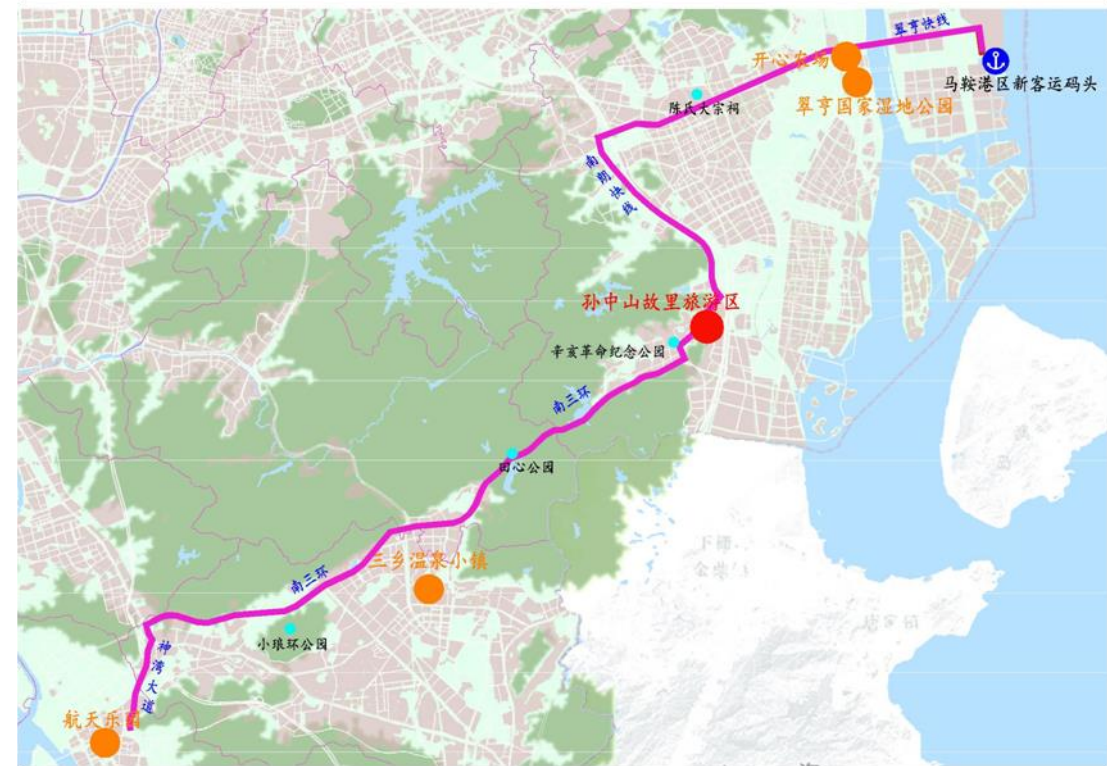 翠亨快线
开心农场
马鞍港区新客运码头
翠亨国家湿地公园
陈氏大宗祠
南朗快线
孙中山故里旅游区
辛亥革命纪念公园
南三环
田心公园
三乡温泉小镇
南三环
小琅环公园
神湾大道
航天乐园
唐家镇